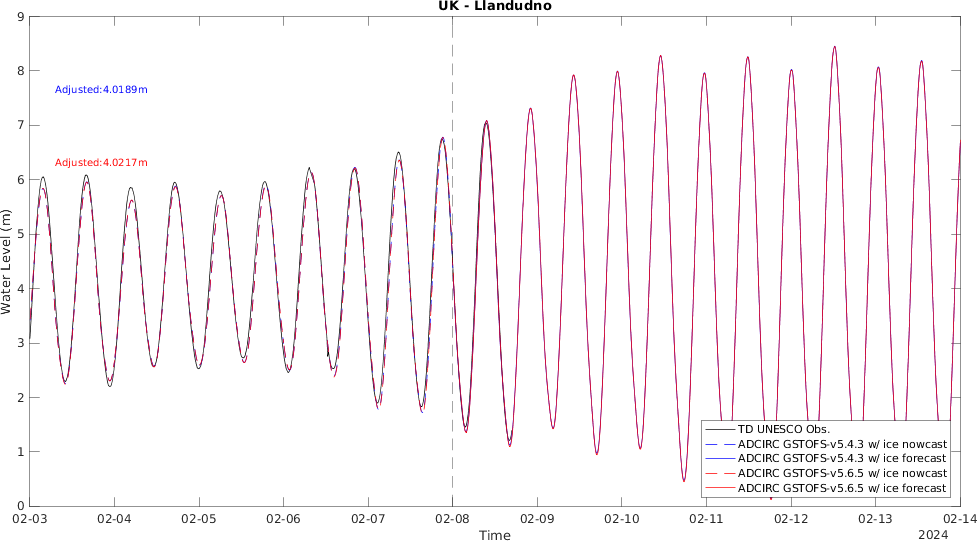 UK - Llandudno
9
8
7
6
5
4
3
2
1
0
Water Level (m)
Adjusted:4.0189m
Adjusted:4.0217m
TD UNESCO Obs.
ADCIRC GSTOFS-v5.4.3 w/ ice nowcast
ADCIRC GSTOFS-v5.4.3 w/ ice forecast
ADCIRC GSTOFS-v5.6.5 w/ ice nowcast
ADCIRC GSTOFS-v5.6.5 w/ ice forecast
02-03 02-04 02-05 02-06 02-07 02-08 02-09 02-10 02-11 02-12 02-13 02-14
Time
2024